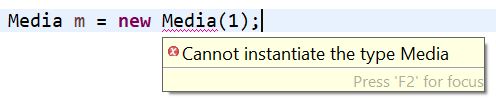 Media m = new Media(1);
Cannot instantiate the type Media
Press 'F2' for focus